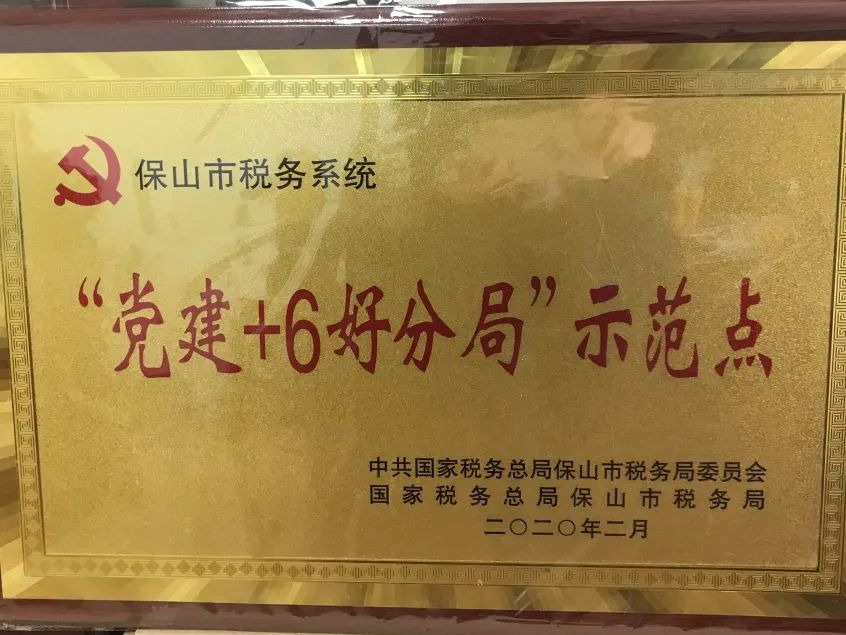 保山市税务系统
“党建+6好分局”示范点
中共国家税务总局保山市税务局委员会
国家税务总局保山市税务局
二〇二〇年二月